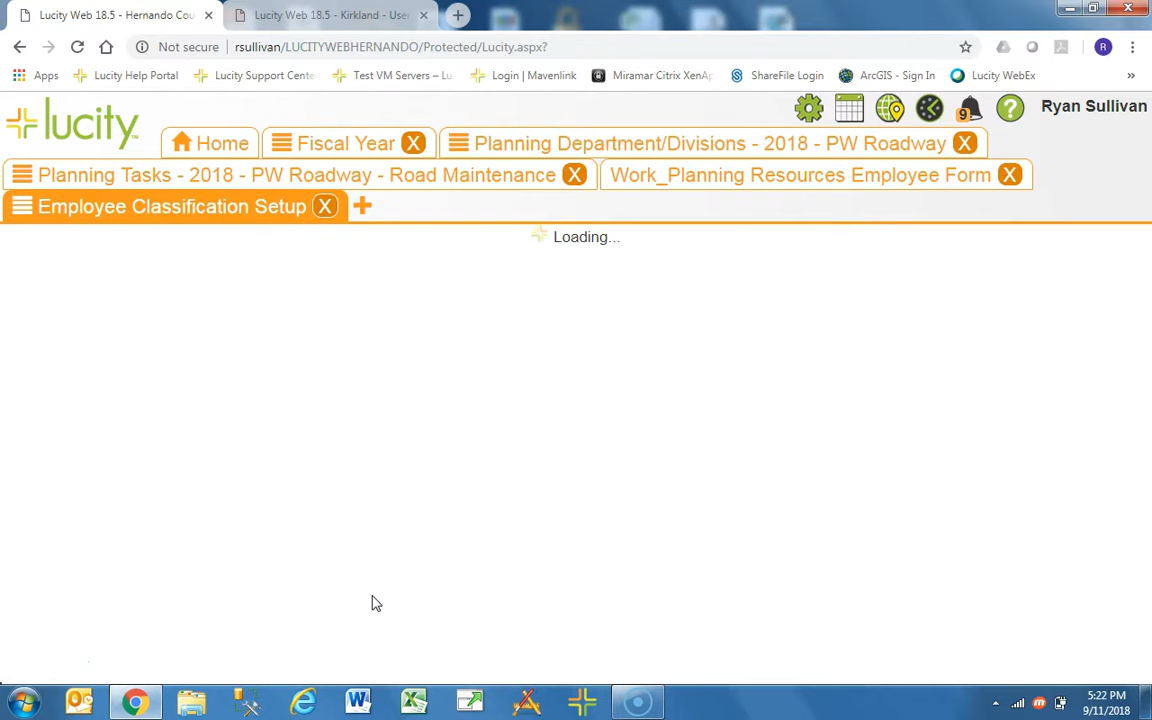 Lucity Web 18.5 - Hernando Cou
Lucity Web 18.5 - Kirkland - User
Not secure rsullivan/LUCITYWEBHERNANDO/Protected/Lucity.aspx?
R
Apps Lucity Help Portal Lucity Support Cente Test VM Servers – Lu Login | Mavenlink Miramar Citrix XenAp ShareFile Login ArcGIS - Sign In Lucity WebEx »
lucity 9 ? Ryan Sullivan
Home Fiscal Year X Planning Department/Divisions - 2018 - PW Roadway X
Planning Tasks - 2018 - PW Roadway - Road Maintenance X Work_Planning Resources Employee Form X
Employee Classification Setup X
Loading...
5:22 PM
9/11/2018